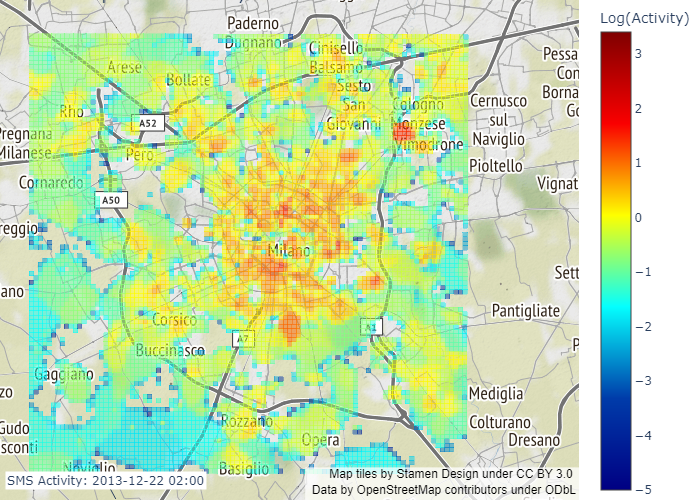 Log(Activity)
3
2
1
0
−1
−2
−3
−4
−5
Paderno
Dugnano
Cinisello
Balsamo
Arese
Bollate
Sesto
San
Giovanni
Rho
A52
Pero
Cologno
Monzese
Vimodrone
Cernusco
sul
Naviglio
Pioltello
Pessa
Con
Borna
Go
Pregnana
Milanese
Cornaredo
A50
Vignat
reggio
Milano
Sett
ano
Pantigliate
Corsico
A7
A1
Buccinasco
Gaggiano
zo
Mediglia
Rozzano
Colturano
Dresano
Gudo
sconti
Opera
Noviglio
Basiglio
SMS Activity: 2013-12-22 02:00
Map tiles by Stamen Design under CC BY 3.0
Data by OpenStreetMap contributors under ODbL